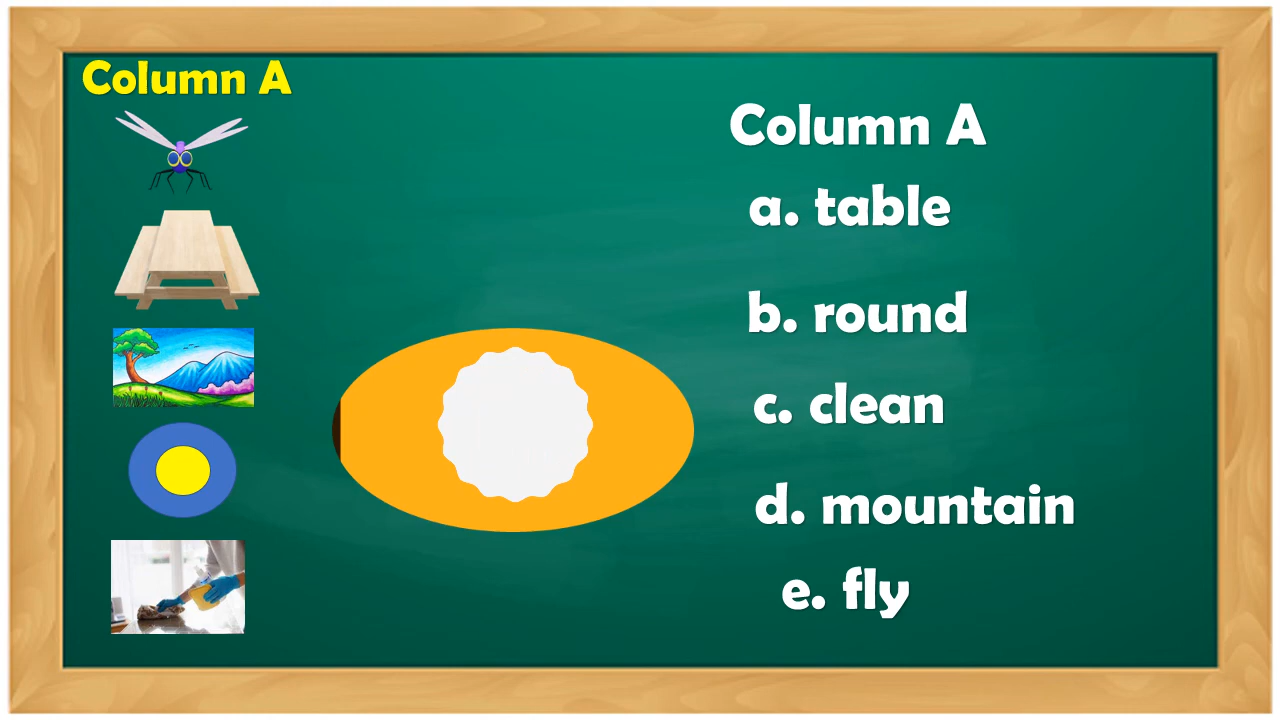 Column A
Column A
a. table
b. round
c. clean
d. mountain
e. fly